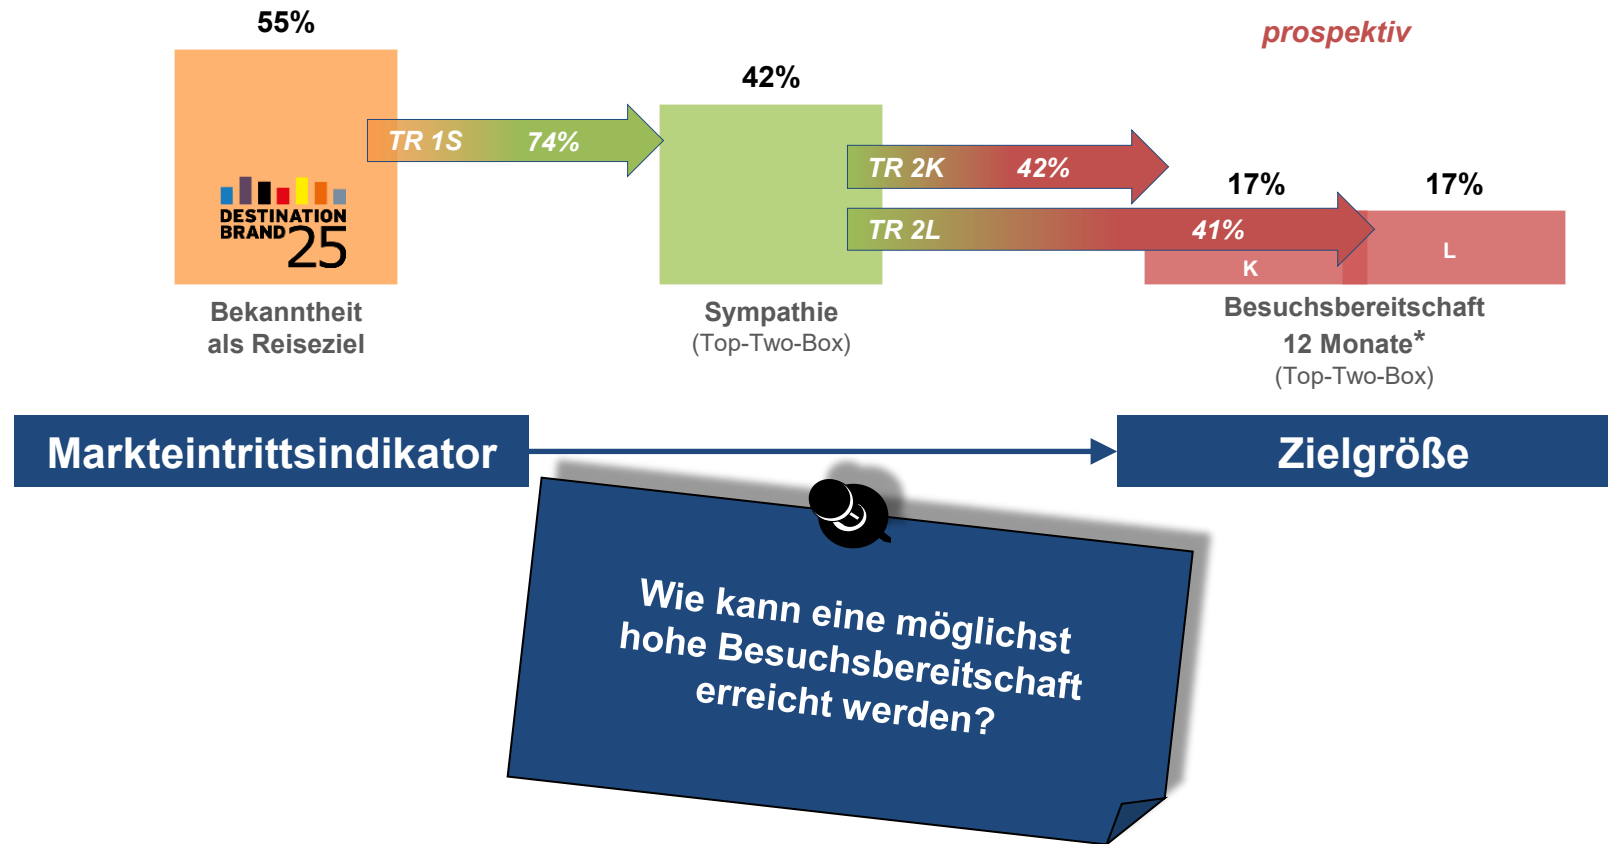 55%
prospektiv
42%
TR 1S 74%
TR 2K 42%
17%
17%
TR 2L 41%
DESTINATION
BRAND
25
K
L
Bekanntheit
als Reiseziel
Sympathie
(Top-Two-Box)
Besuchsbereitschaft
12 Monate*
(Top-Two-Box)
Markteintrittsindikator
Zielgröße
Wie kann eine möglichst
hohe Besuchsbereitschaft
erreicht werden?